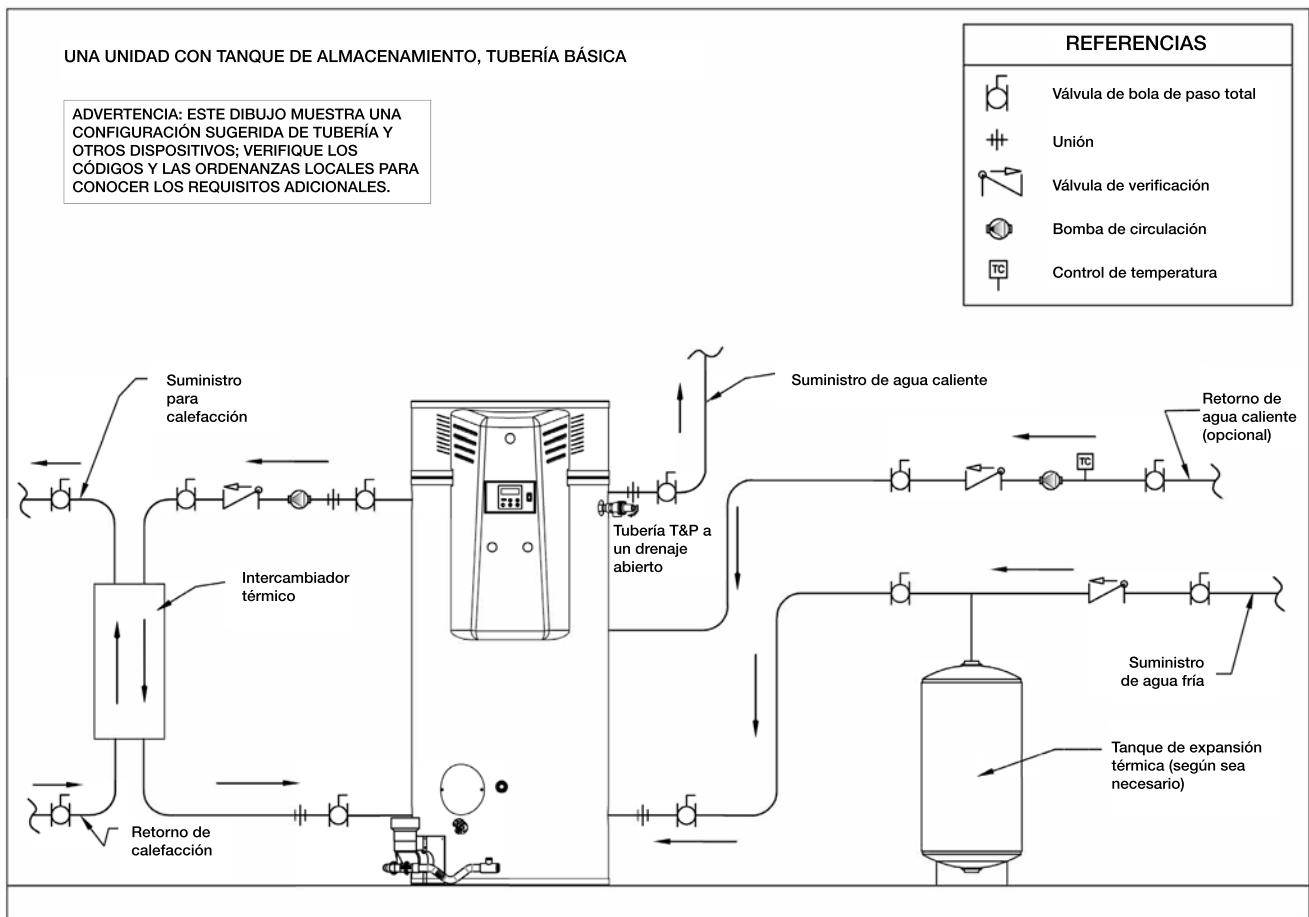 UNA UNIDAD CON TANQUE DE ALMACENAMIENTO, TUBERÍA BÁSICA
ADVERTENCIA: ESTE DIBUJO MUESTRA UNA
CONFIGURACIÓN SUGERIDA DE TUBERÍA Y
OTROS DISPOSITIVOS; VERIFIQUE LOS
CÓDIGOS Y LAS ORDENANZAS LOCALES PARA
CONOCER LOS REQUISITOS ADICIONALES.
REFERENCIAS
Válvula de bola de paso total
Unión
Válvula de verificación
Bomba de circulación
TC
Control de temperatura
Suministro
para
calefacción
Suministro de agua caliente
Retorno de
agua caliente
(opcional)
TC
Tubería T&P a
un drenaje
abierto
Intercambiador
térmico
Suministro
de agua fría
Tanque de expansión
térmica (según sea
necesario)
Retorno de
calefacción